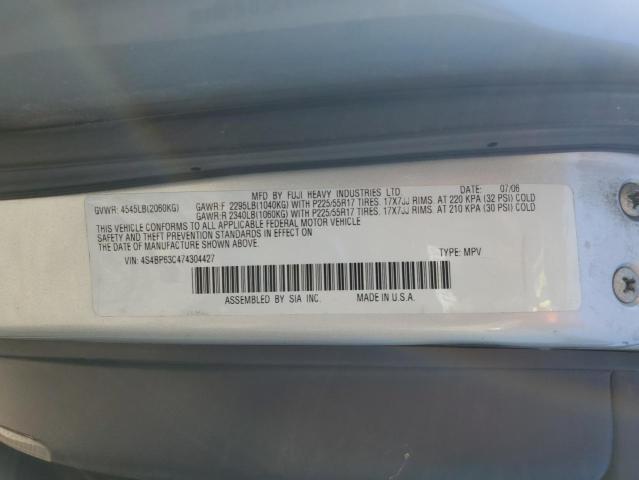 MFD BY FUJI HEAVY INDUSTRIES LTD. DATE: 07/06
GVWR: 4545LB(2060KG) GAWR:F 2295LB(1040KG) WITH P225/55R17 TIRES. 17X7JJ RIMS. AT 220 KPA (32 PSI) COLD
GAWR:R 2340LB(1060KG) WITH P225/55R17 TIRES. 17X7JJ RIMS. AT 210 KPA (30 PSI) COLD
THIS VEHICLE CONFORMS TO ALL APPLICABLE FEDERAL MOTOR VEHICLE
SAFETY AND THEFT PREVENTION STANDARDS IN EFFECT ON
THE DATE OF MANUFACTURE SHOWN ABOVE.
VIN: 4S4BP63C474304427 TYPE: MPV
ASSEMBLED BY SIA INC. MADE IN U.S.A.